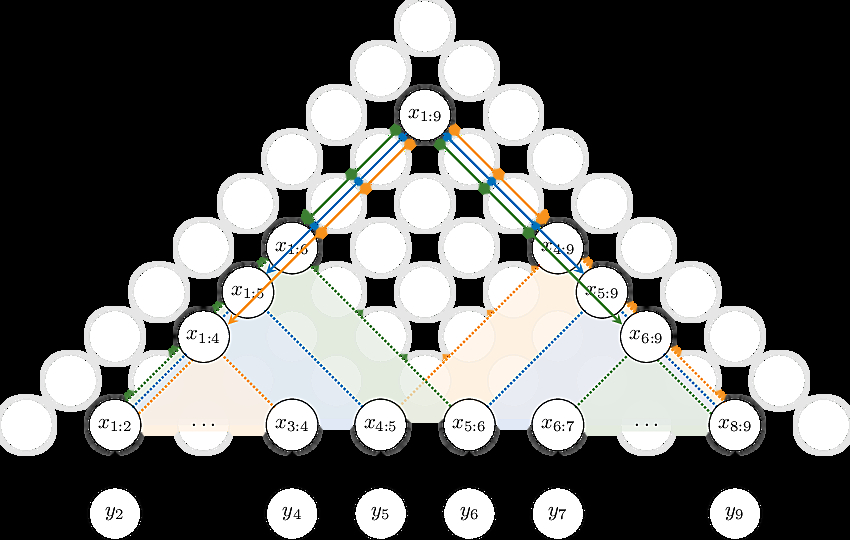 x_{1:9}
x_{1:6} x_{4:9}
x_{1:5} x_{5:9}
x_{1:4} x_{6:9}
x_{1:2} ... x_{3:4} x_{4:5} x_{5:6} x_{6:7} ... x_{8:9}
y_2 y_4 y_5 y_6 y_7 y_9